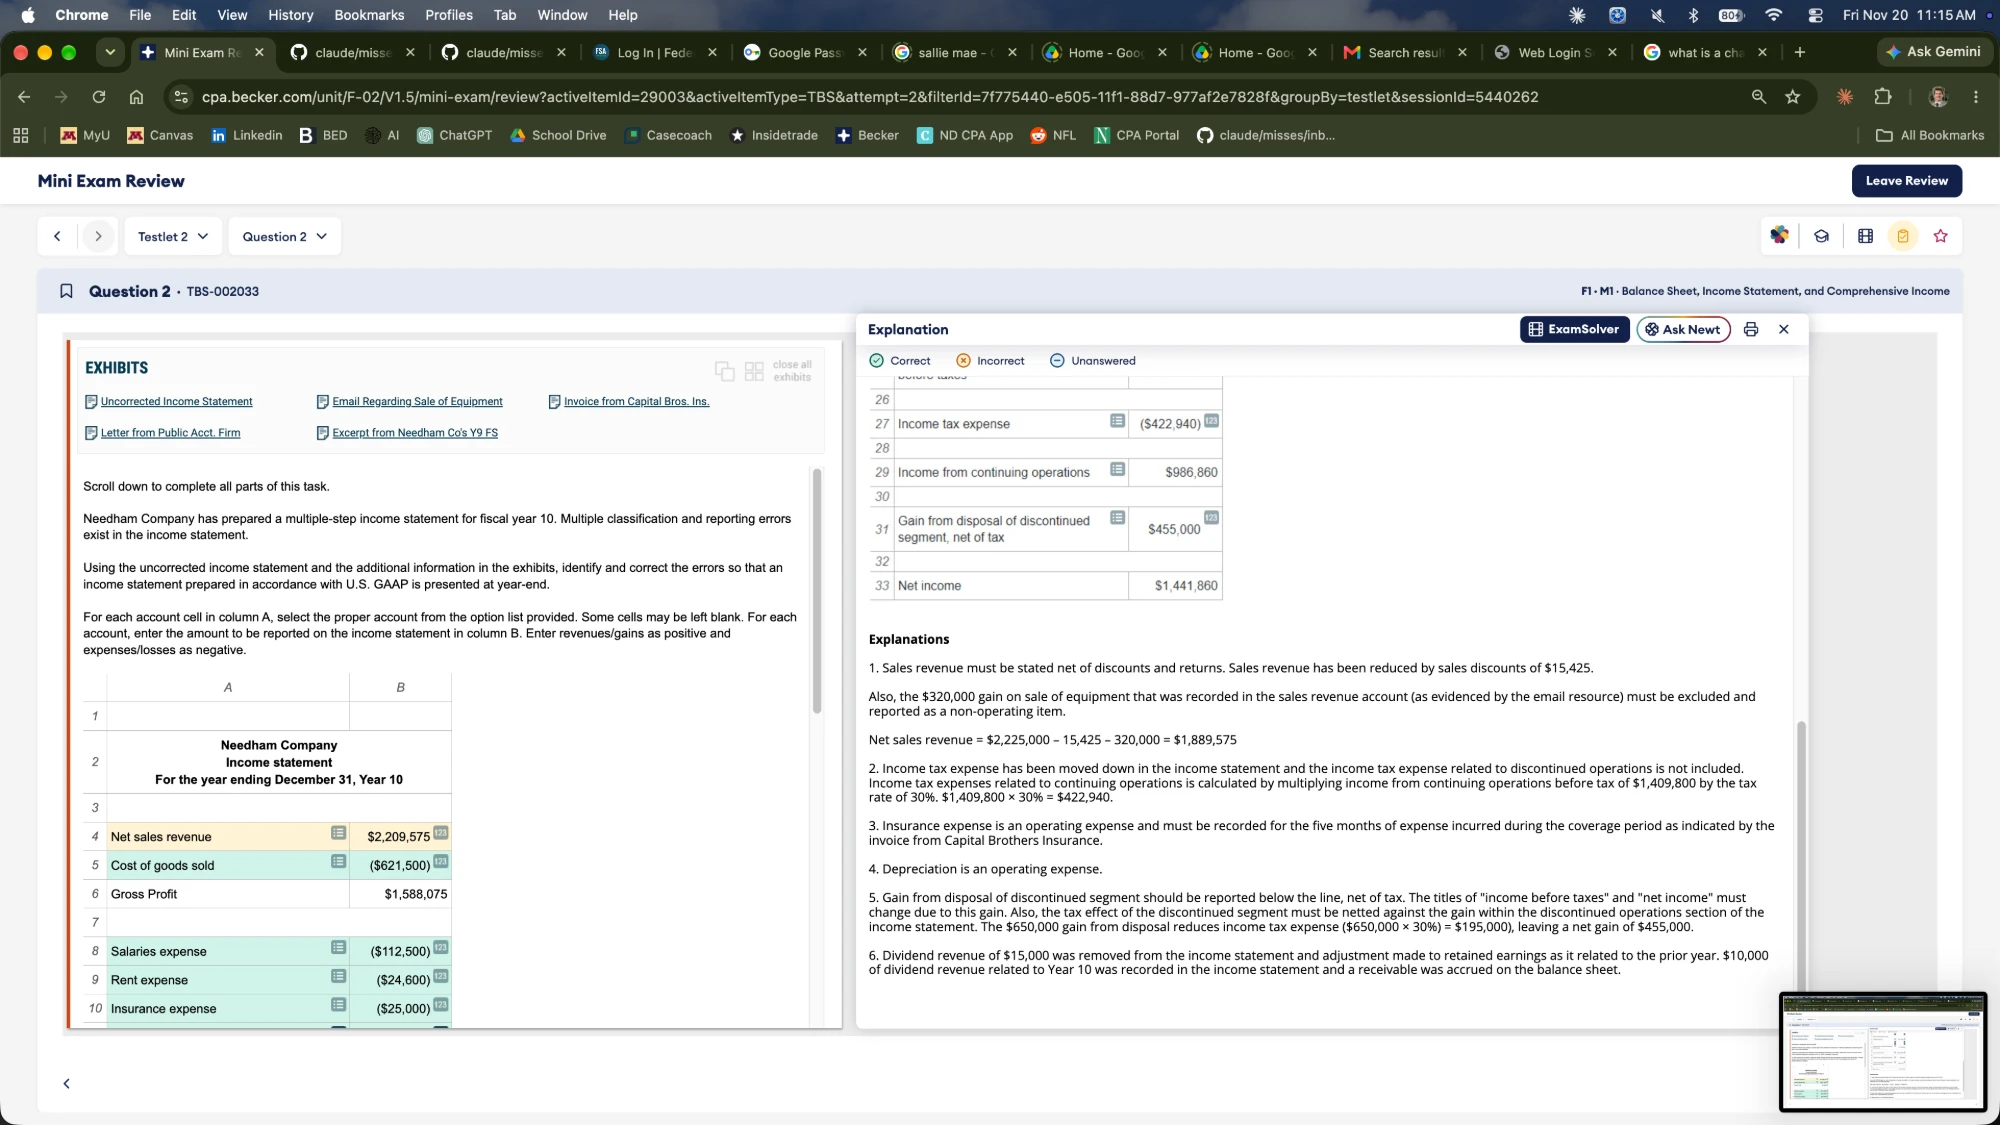 Chrome File Edit View History Bookmarks Profiles Tab Window Help
80 Fri Nov 20 11:15 AM
Mini Exam Re
claude/misse
claude/misse
FSA Log In | Fede
Google Pass
sallie mae -
Home - Goog
Home - Goog
Search resul
Web Login S
what is a cha
Ask Gemini
cpa.becker.com/unit/F-02/V1.5/mini-exam/review?activeItemId=29003&activeItemType=TBS&attempt=2&filterId=7f775440-e505-11f1-88d7-977af2e7828f&groupBy=testlet&sessionId=5440262
MyU Canvas Linkedin BED AI ChatGPT School Drive Casecoach Insidetrade Becker ND CPA App NFL CPA Portal claude/misses/inb... All Bookmarks
Mini Exam Review
Leave Review
Testlet 2 Question 2
Question 2 • TBS-002033
F1 • M1 • Balance Sheet, Income Statement, and Comprehensive Income
EXHIBITS
close all
exhibits
Uncorrected Income Statement Email Regarding Sale of Equipment Invoice from Capital Bros. Ins.
Letter from Public Acct. Firm Excerpt from Needham Co's Y9 FS
Scroll down to complete all parts of this task.
Needham Company has prepared a multiple-step income statement for fiscal year 10. Multiple classification and reporting errors
exist in the income statement.
Using the uncorrected income statement and the additional information in the exhibits, identify and correct the errors so that an
income statement prepared in accordance with U.S. GAAP is presented at year-end.
For each account cell in column A, select the proper account from the option list provided. Some cells may be left blank. For each
account, enter the amount to be reported on the income statement in column B. Enter revenues/gains as positive and
expenses/losses as negative.
A B
1
2 Needham Company
Income statement
For the year ending December 31, Year 10
3
4 Net sales revenue $2,209,575 123
5 Cost of goods sold ($621,500) 123
6 Gross Profit $1,588,075
7
8 Salaries expense ($112,500) 123
9 Rent expense ($24,600) 123
10 Insurance expense ($25,000) 123
Explanation
ExamSolver
Ask Newt
Correct Incorrect Unanswered
before taxes
26
27 Income tax expense ($422,940) 123
28
29 Income from continuing operations $986,860
30
31 Gain from disposal of discontinued
segment, net of tax $455,000 123
32
33 Net income $1,441,860
Explanations
1. Sales revenue must be stated net of discounts and returns. Sales revenue has been reduced by sales discounts of $15,425.
Also, the $320,000 gain on sale of equipment that was recorded in the sales revenue account (as evidenced by the email resource) must be excluded and
reported as a non-operating item.
Net sales revenue = $2,225,000 – 15,425 – 320,000 = $1,889,575
2. Income tax expense has been moved down in the income statement and the income tax expense related to discontinued operations is not included.
Income tax expenses related to continuing operations is calculated by multiplying income from continuing operations before tax of $1,409,800 by the tax
rate of 30%. $1,409,800 × 30% = $422,940.
3. Insurance expense is an operating expense and must be recorded for the five months of expense incurred during the coverage period as indicated by the
invoice from Capital Brothers Insurance.
4. Depreciation is an operating expense.
5. Gain from disposal of discontinued segment should be reported below the line, net of tax. The titles of "income before taxes" and "net income" must
change due to this gain. Also, the tax effect of the discontinued segment must be netted against the gain within the discontinued operations section of the
income statement. The $650,000 gain from disposal reduces income tax expense ($650,000 × 30%) = $195,000), leaving a net gain of $455,000.
6. Dividend revenue of $15,000 was removed from the income statement and adjustment made to retained earnings as it related to the prior year. $10,000
of dividend revenue related to Year 10 was recorded in the income statement and a receivable was accrued on the balance sheet.